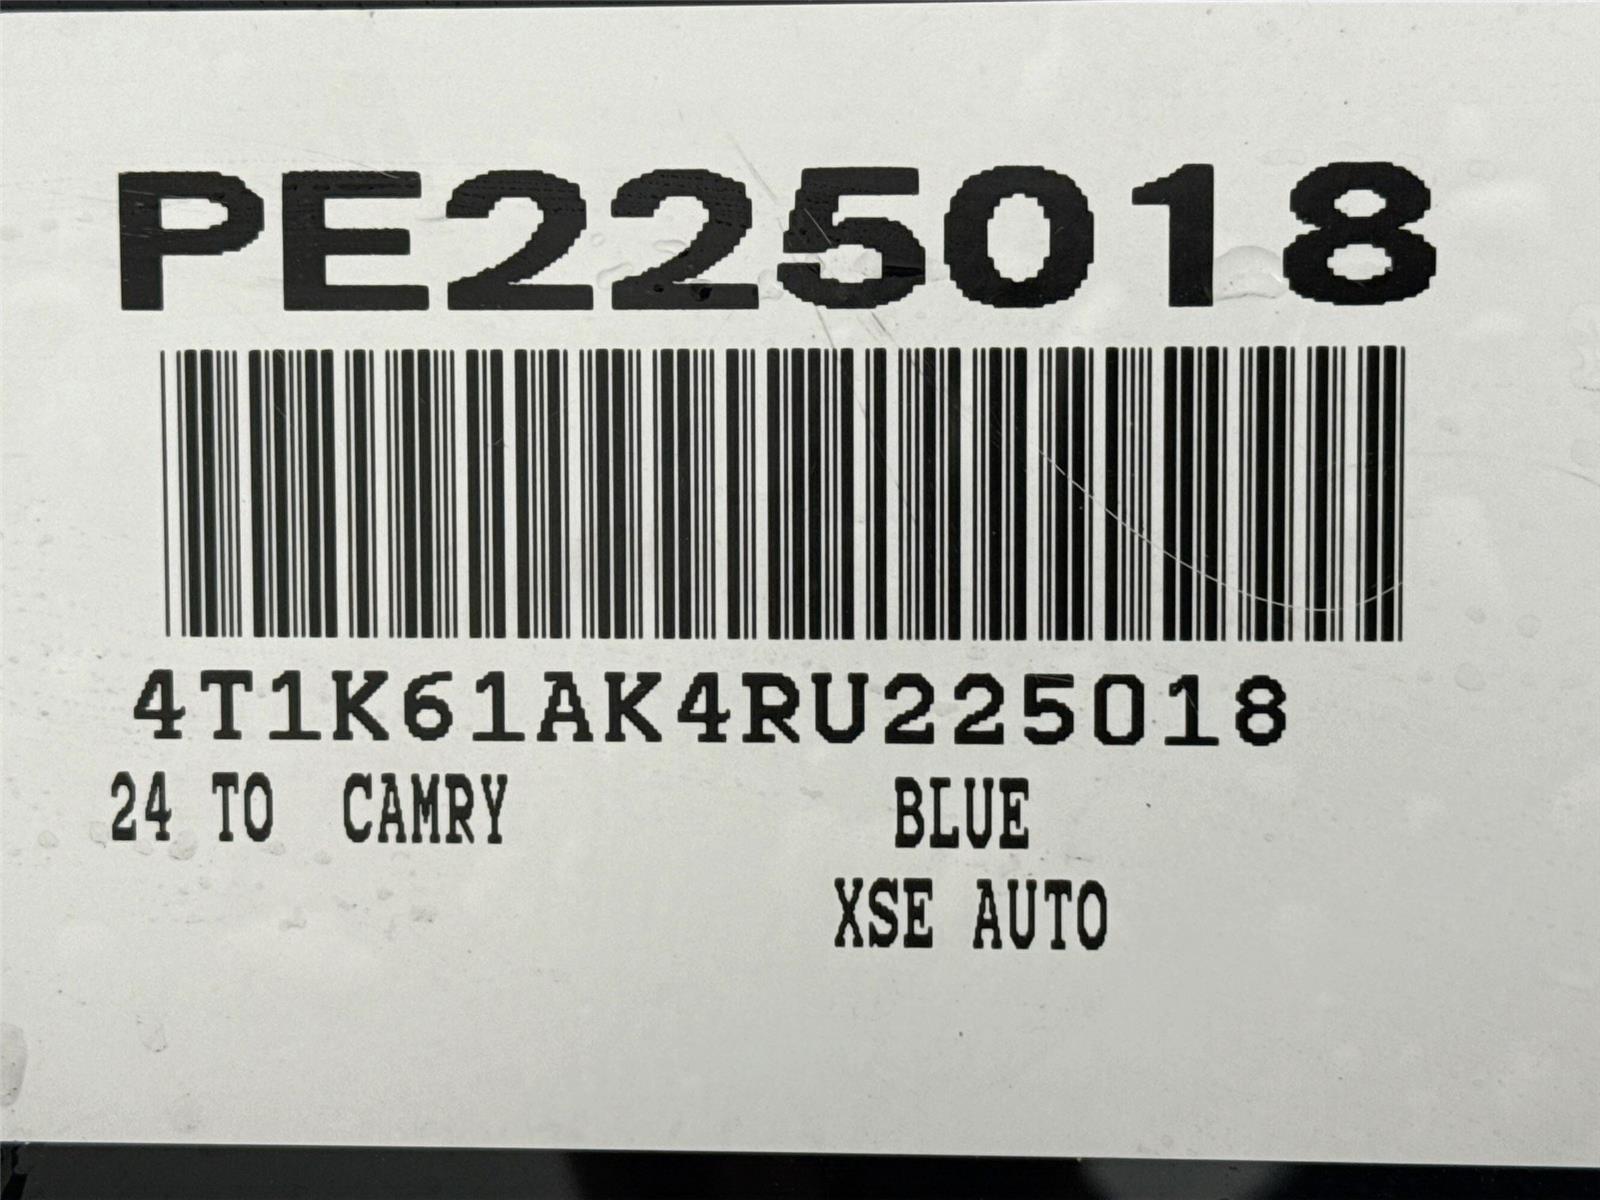 PE225018
4T1K61AK4RU225018
24 TO CAMRY BLUE
XSE AUTO